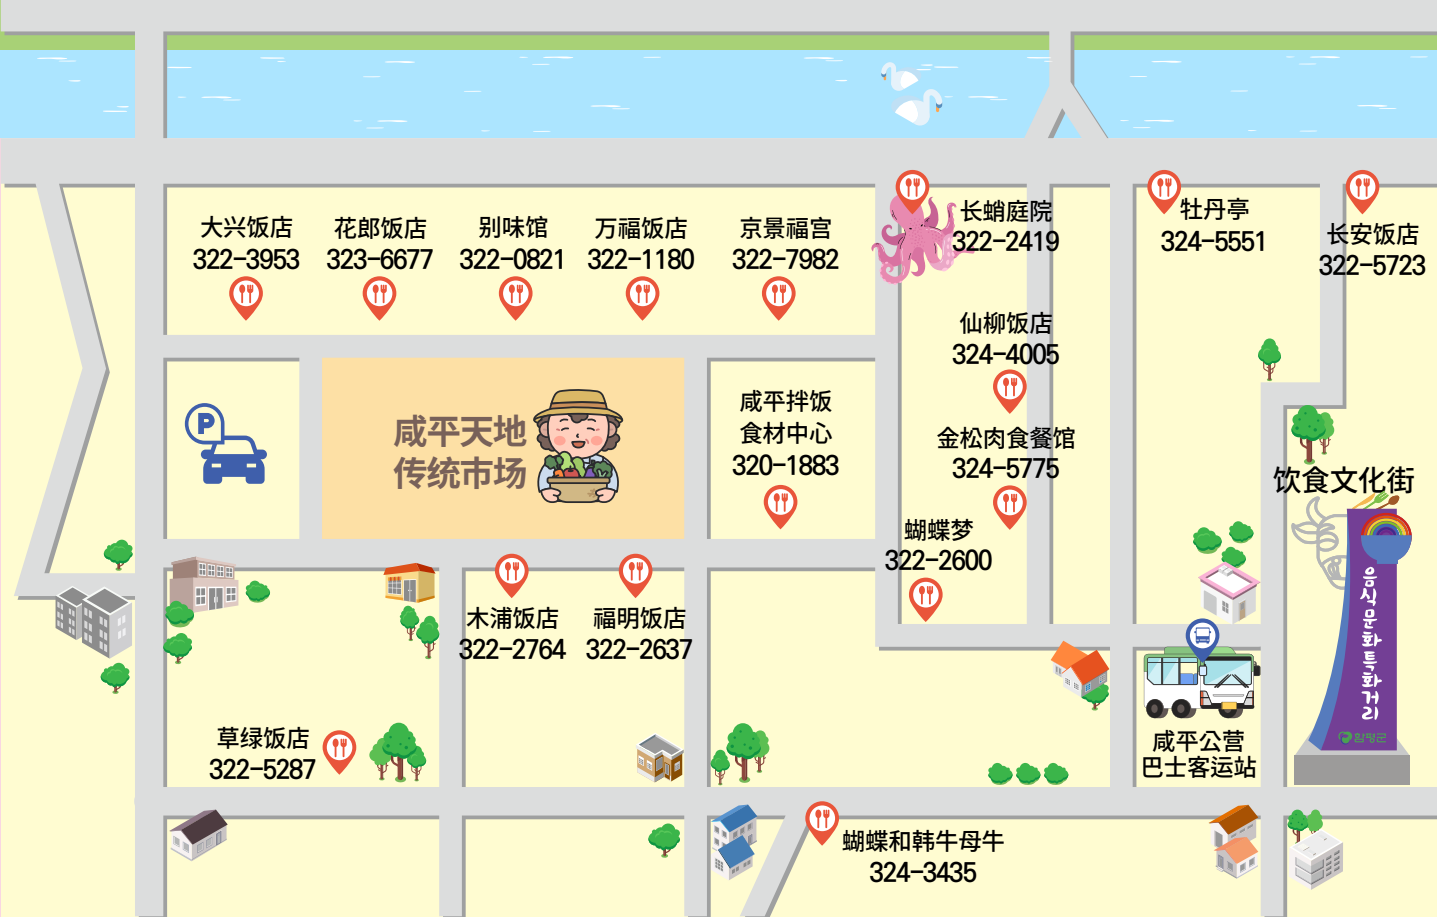 大兴饭店
322-3953
花郎饭店
323-6677
别味馆
322-0821
万福饭店
322-1180
京景福宫
322-7982
长蛸庭院
322-2419
牡丹亭
324-5551
长安饭店
322-5723
仙柳饭店
324-4005
P
咸平天地
传统市场
咸平拌饭
食材中心
320-1883
金松肉食餐馆
324-5775
饮食文化街
蝴蝶梦
322-2600
음식문화특화거리
함평군
木浦饭店
322-2764
福明饭店
322-2637
草绿饭店
322-5287
咸平公营
巴士客运站
蝴蝶和韩牛母牛
324-3435